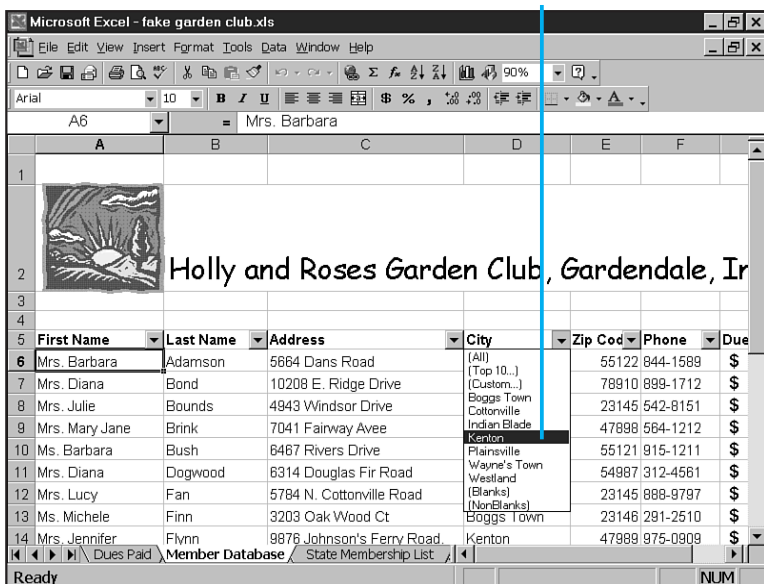 Microsoft Excel - fake garden club.xls
File Edit View Insert Format Tools Data Window Help
90%
Arial 10 B I U $ % ,
A6 = Mrs. Barbara
A B C D E F
1
2 Holly and Roses Garden Club, Gardendale, Ir
3
4
5 First Name Last Name Address City Zip Cod Phone Due
6 Mrs. Barbara Adamson 5664 Dans Road 55122 844-1589 $
7 Mrs. Diana Bond 10208 E. Ridge Drive 78910 899-1712 $
8 Mrs. Julie Bounds 4943 Windsor Drive 23145 542-8151 $
9 Mrs. Mary Jane Brink 7041 Fairway Avee 47898 564-1212 $
10 Ms. Barbara Bush 6467 Rivers Drive 55121 915-1211 $
11 Mrs. Diana Dogwood 6314 Douglas Fir Road 54987 312-4561 $
12 Mrs. Lucy Fan 5784 N. Cottonville Road 23145 888-9797 $
13 Ms. Michele Finn 3203 Oak Wood Ct Boggs Town 23146 291-2510 $
14 Mrs. Jennifer Flynn 9876 Johnson's Ferry Road. Kenton 47989 975-0909 $
(All)
(Top 10...)
(Custom...)
Boggs Town
Cottonville
Indian Blade
Kenton
Plainsville
Wayne's Town
Westland
(Blanks)
(NonBlanks)
Dues Paid Member Database State Membership List
Ready NUM